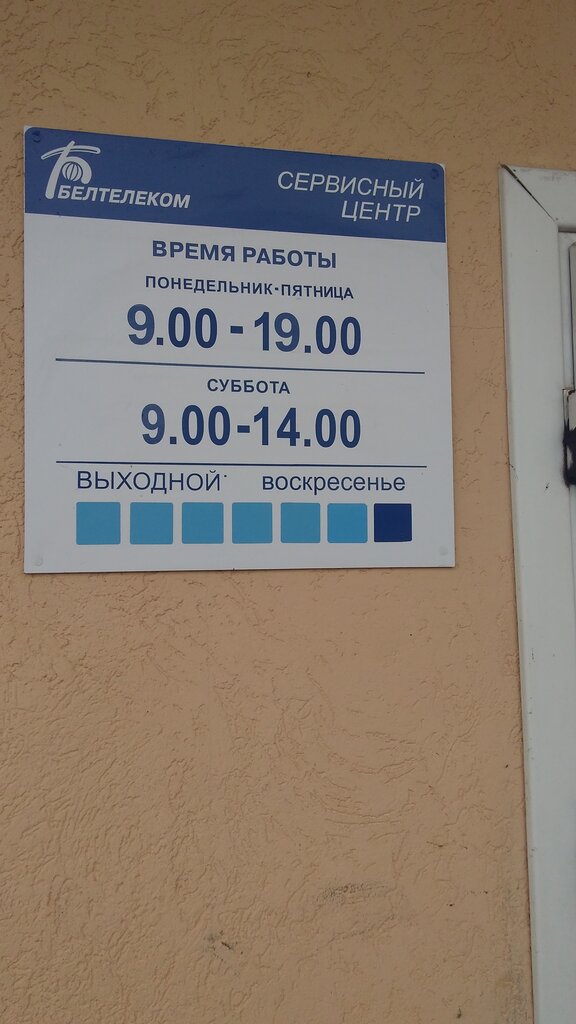 БЕЛТЕЛЕКОМ
СЕРВИСНЫЙ
ЦЕНТР
ВРЕМЯ РАБОТЫ
ПОНЕДЕЛЬНИК-ПЯТНИЦА
9.00 - 19.00
СУББОТА
9.00-14.00
ВЫХОДНОЙ воскресенье